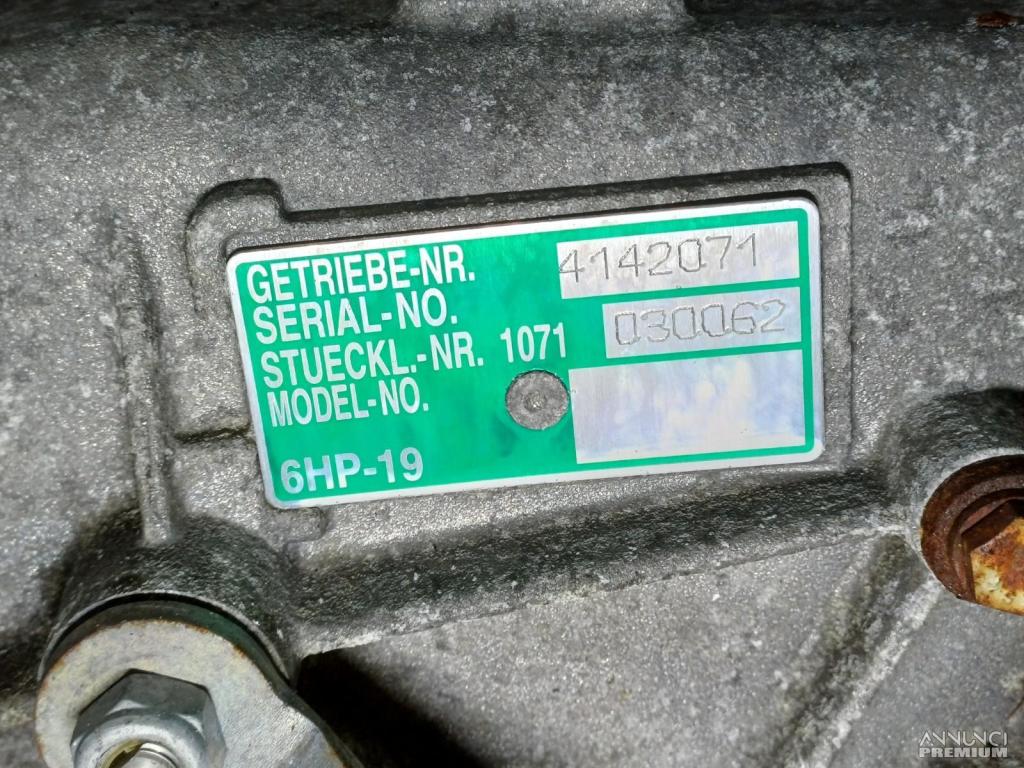 GETRIEBE-NR. 4142071
SERIAL-NO.
STUECKL.-NR. 1071 030062
MODEL-NO.
6HP-19
ANNUNCI
PREMIUM